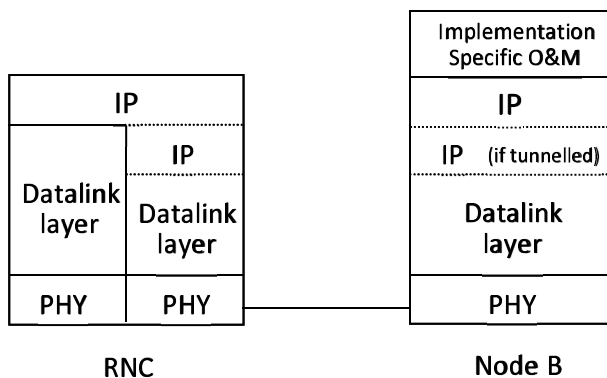 Implementation
Specific O&M
IP
IP
IP
IP (if tunnelled)
Datalink
layer
Datalink
layer
Datalink
layer
PHY
PHY
PHY
RNC
Node B